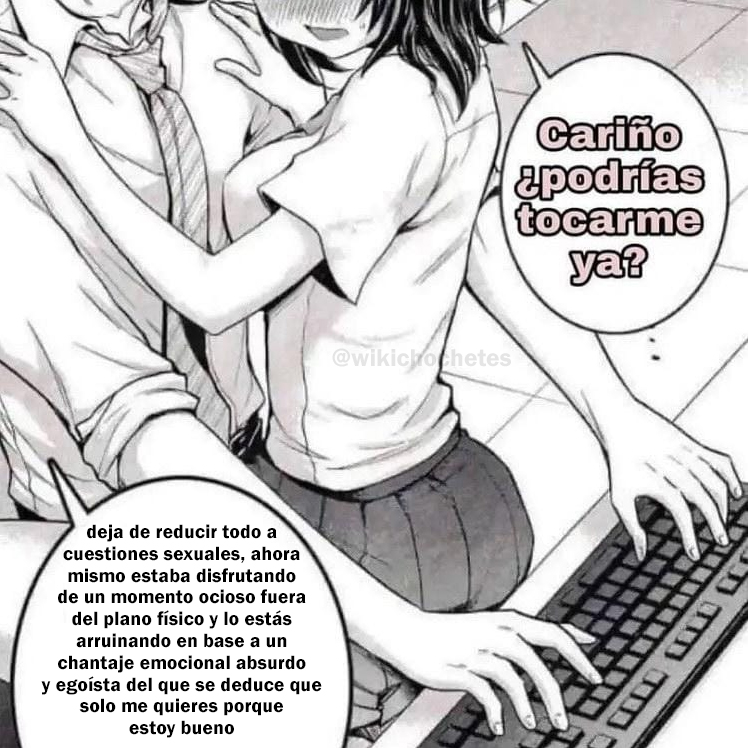 Cariño
¿podrías
tocarme
ya?
@wikichochetes
deja de reducir todo a
cuestiones sexuales, ahora
mismo estaba disfrutando
de un momento ocioso fuera
del plano físico y lo estás
arruinando en base a un
chantaje emocional absurdo
y egoísta del que se deduce que
solo me quieres porque
estoy bueno